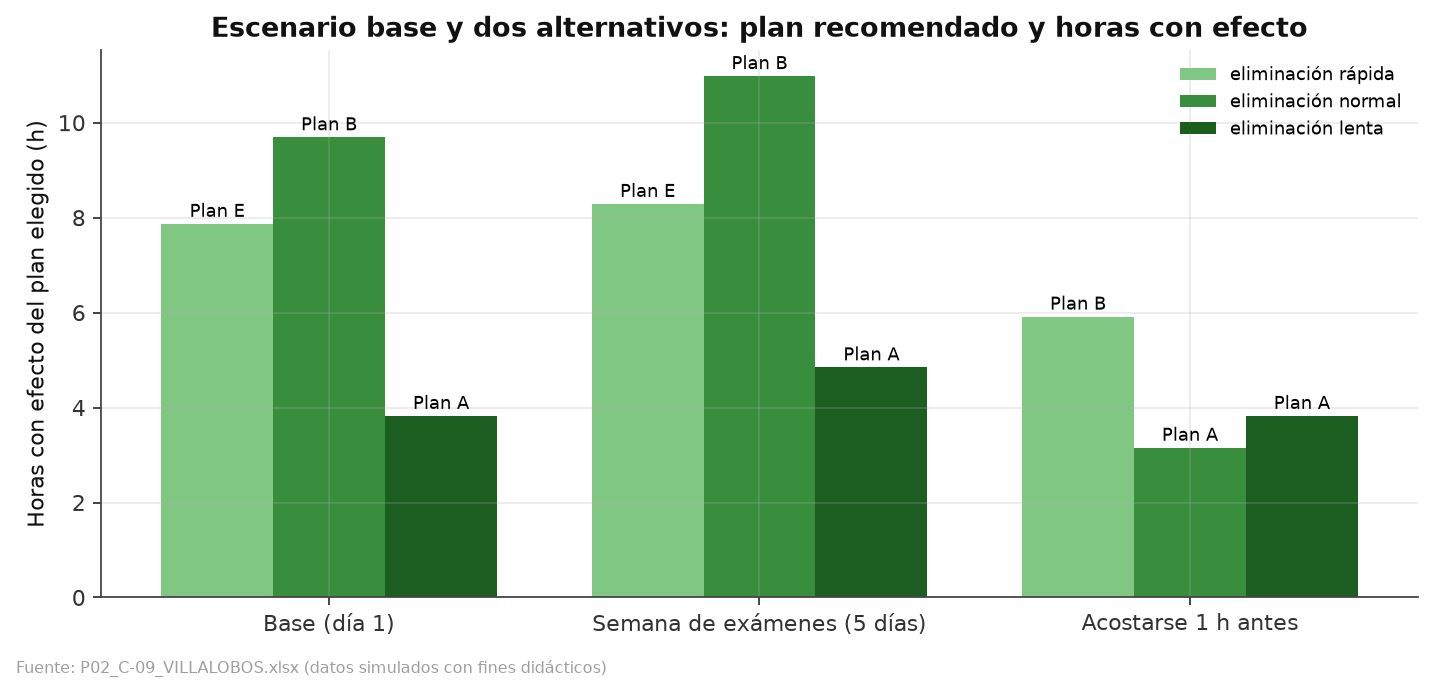 Escenario base y dos alternativos: plan recomendado y horas con efecto
Horas con efecto del plan elegido (h)
10
8
6
4
2
0
eliminación rápida
eliminación normal
eliminación lenta
Plan E
Plan B
Plan A
Plan E
Plan B
Plan A
Plan B
Plan A
Plan A
Base (día 1)
Semana de exámenes (5 días)
Acostarse 1 h antes
Fuente: P02_C-09_VILLALOBOS.xlsx (datos simulados con fines didácticos)